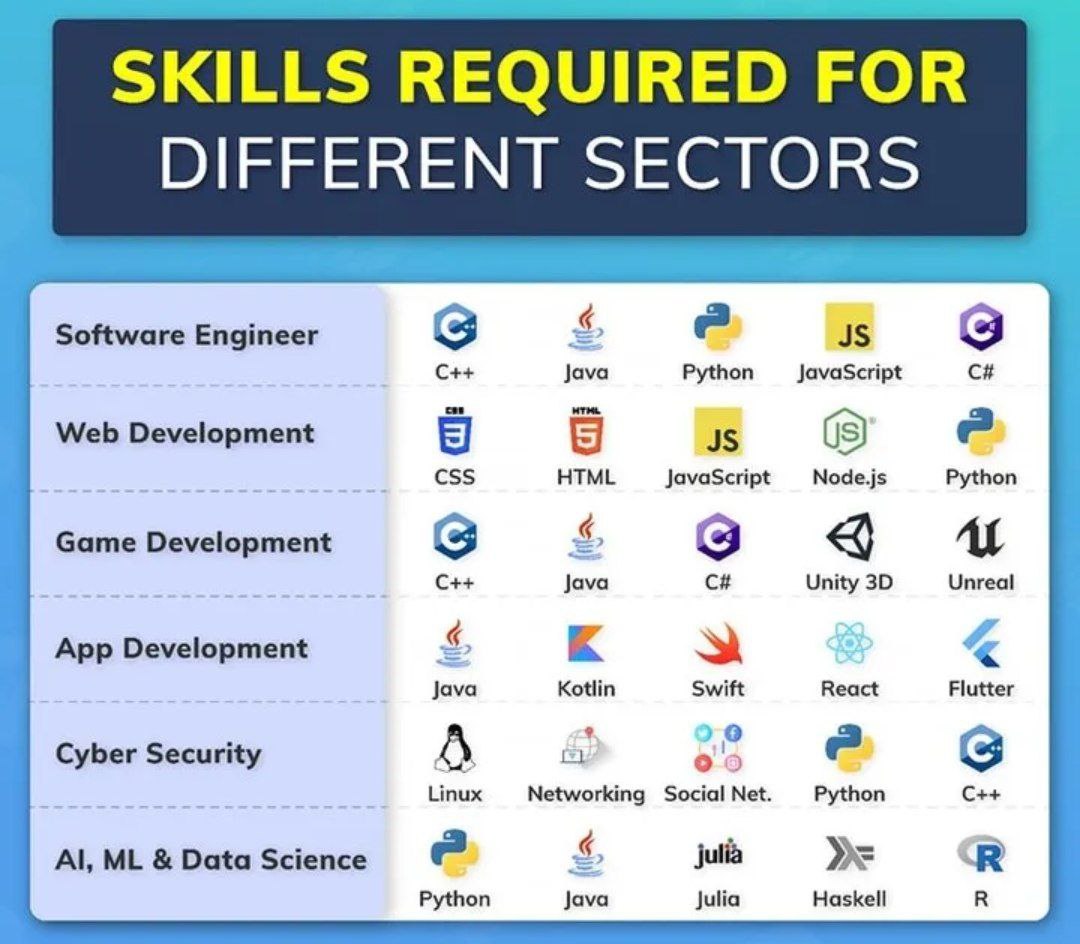 SKILLS REQUIRED FOR
DIFFERENT SECTORS
Software Engineer
C++ Java Python JS JavaScript C#
Web Development
CSS HTML
CSS HTML JS JavaScript JS Node.js Python
Game Development
C++ Java C# Unity 3D Unreal
App Development
Java Kotlin Swift React Flutter
Cyber Security
Linux Networking Social Net. Python C++
AI, ML & Data Science
julia
Python Java Julia Haskell R